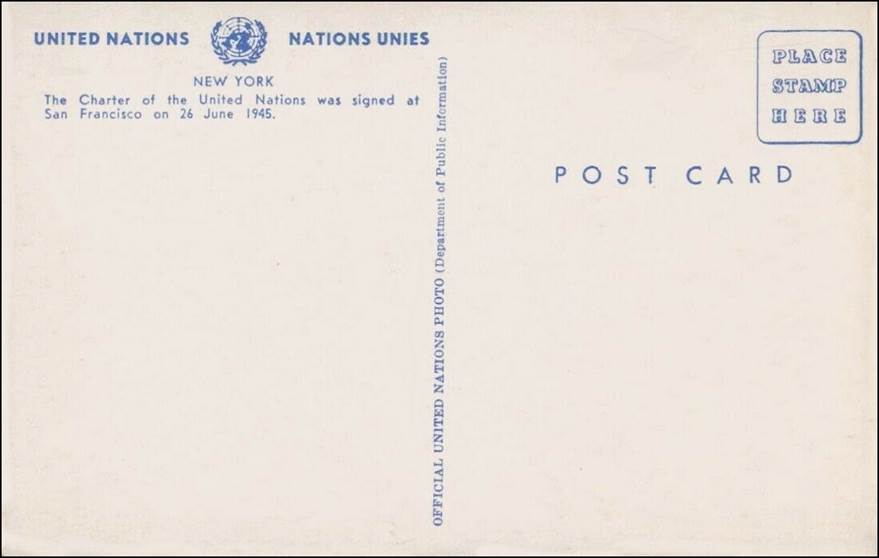 UNITED NATIONS NATIONS UNIES
NEW YORK
The Charter of the United Nations was signed at
San Francisco on 26 June 1945.
OFFICIAL UNITED NATIONS PHOTO (Department of Public Information)
PLACE
STAMP
HERE
POST CARD